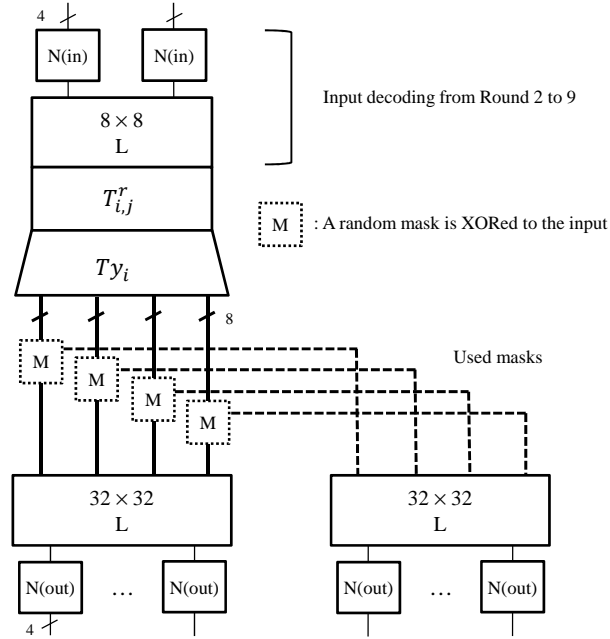 4
N(in) N(in)
8 × 8
L
Input decoding from Round 2 to 9
T^r_{i,j}
M : A random mask is XORed to the input
Ty_i
8
M
M
M
M
Used masks
32 × 32
L
32 × 32
L
N(out) … N(out)
N(out) … N(out)
4